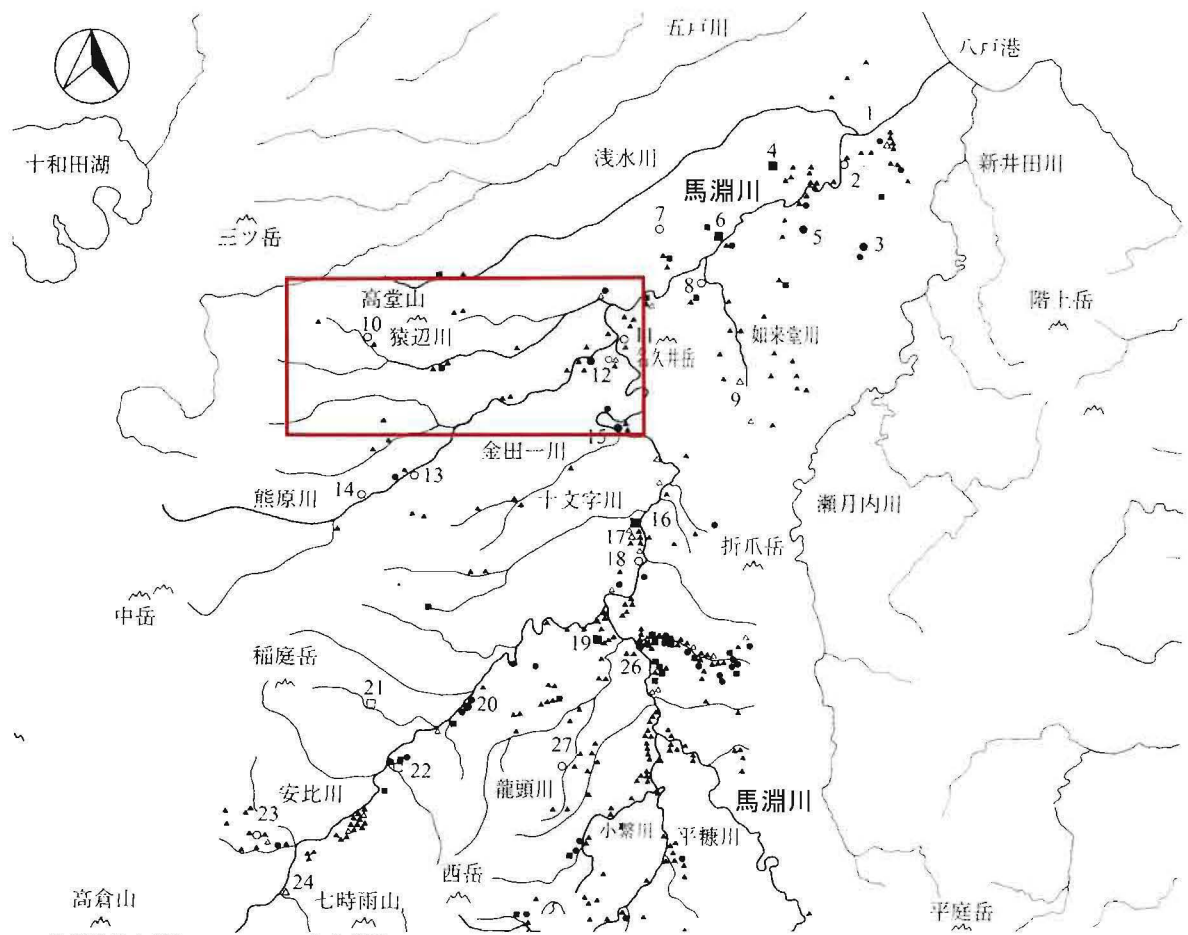 五戸川
八戸港
1
十和田湖
浅水川
4
2
新井田川
馬淵川
7
6
5
3
三ツ岳
8
階上岳
高堂山
10
猿辺川
11
名久井岳
如来堂川
12
9
15
金田一川
13
14
熊原川
十文字川
16
瀬月内川
17
折爪岳
18
中岳
19
26
稲庭岳
21
20
27
22
龍頭川
安比川
馬淵川
23
小繋川
平糠川
西岳
24
高倉山
七時雨山
平庭岳